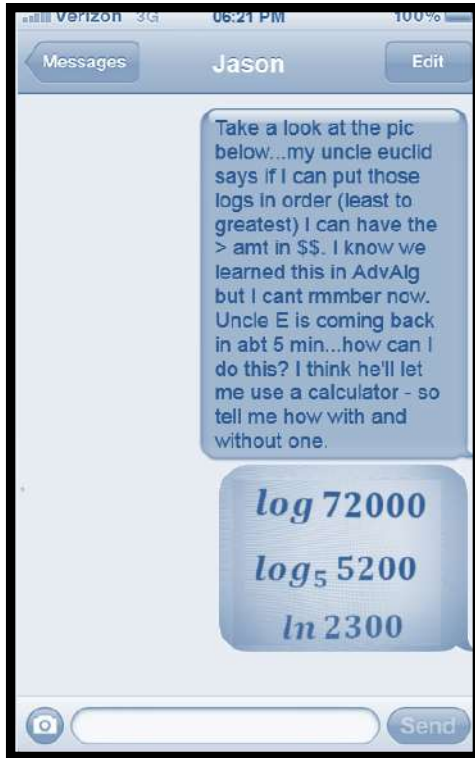 Verizon 3G 06:21 PM 100%
Messages Jason Edit
Take a look at the pic
below...my uncle euclid
says if I can put those
logs in order (least to
greatest) I can have the
> amt in $$. I know we
learned this in AdvAlg
but I cant rmmber now.
Uncle E is coming back
in abt 5 min...how can I
do this? I think he'll let
me use a calculator - so
tell me how with and
without one.
log 72000
log₅ 5200
ln 2300
Send